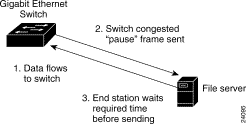 Gigabit Ethernet
Switch
2. Switch congested
"pause" frame sent
1. Data flows
to switch
File server
3. End station waits
required time
before sending
24595